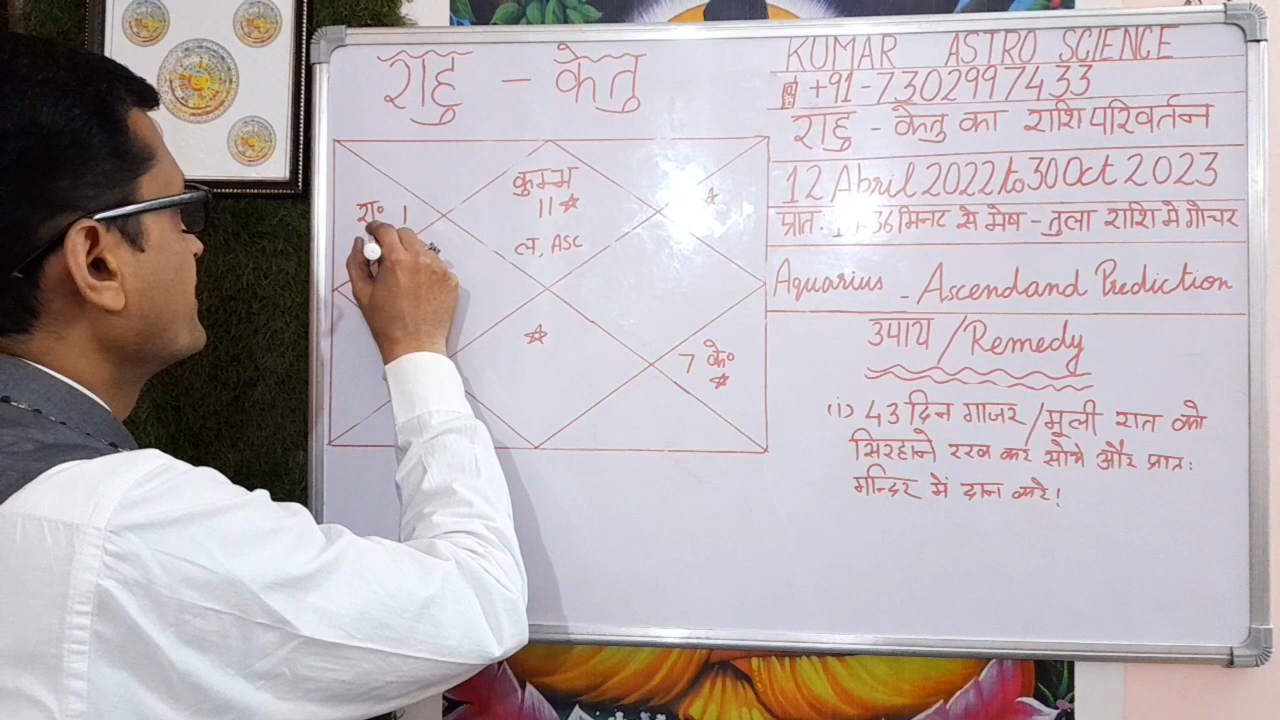 राहु - केतु
कुम्भ
11
ल, ASC
रा० 1
7 के०
KUMAR ASTRO SCIENCE
+91-7302997433
राहु - केतु का राशि परिवर्तन
12 Abril 2022 to 30 Oct 2023
प्रातः 36 मिनट से मेष - तुला राशि में गोचर
Aquarius - Ascendand Prediction
उपाय / Remedy
(i) 43 दिन गाजर / मूली रात को
सिरहाने रख कर सोये और प्रातः
मन्दिर में दान करे!